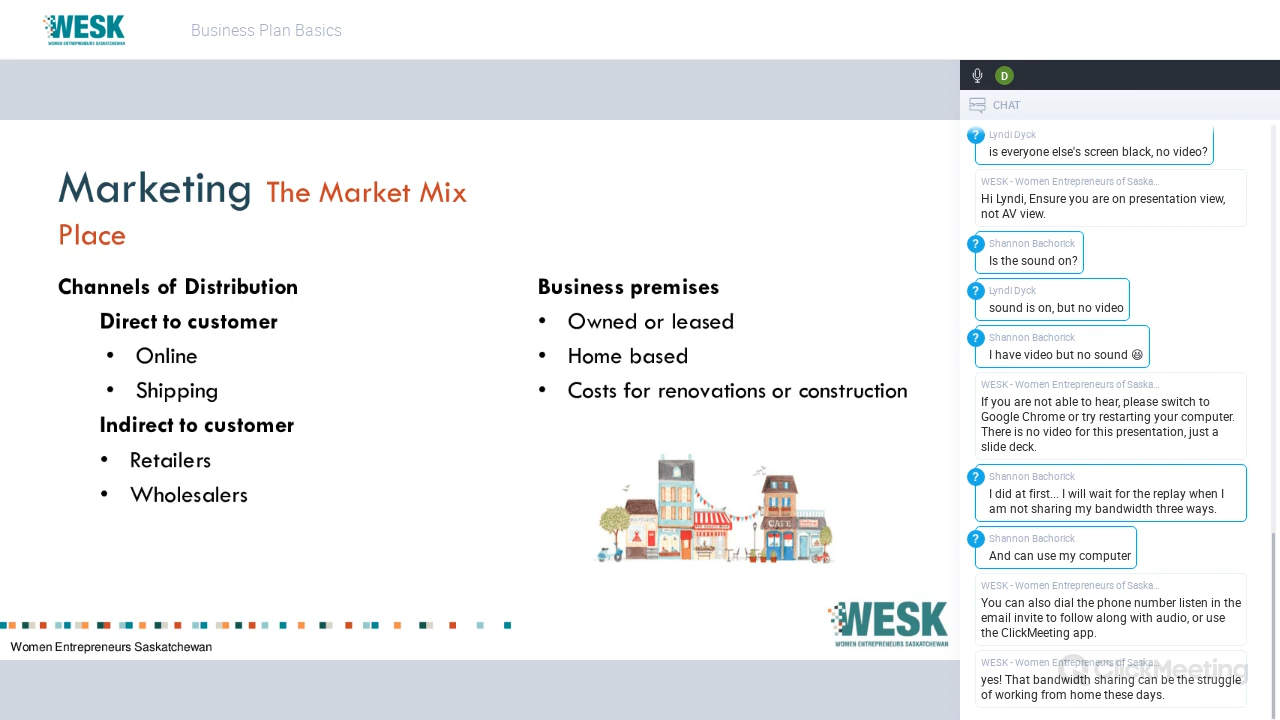 WESK
WOMEN ENTREPRENEURS SASKATCHEWAN
Business Plan Basics
Marketing The Market Mix
Place
Channels of Distribution
Direct to customer
• Online
• Shipping
Indirect to customer
• Retailers
• Wholesalers
Business premises
• Owned or leased
• Home based
• Costs for renovations or construction
CAFE
WESK
WOMEN ENTREPRENEURS SASKATCHEWAN
Women Entrepreneurs Saskatchewan
D
CHAT
? Lyndi Dyck
is everyone else's screen black, no video?
WESK - Women Entrepreneurs of Saska...
Hi Lyndi, Ensure you are on presentation view,
not AV view.
? Shannon Bachorick
Is the sound on?
? Lyndi Dyck
sound is on, but no video
? Shannon Bachorick
I have video but no sound 😆
WESK - Women Entrepreneurs of Saska...
If you are not able to hear, please switch to
Google Chrome or try restarting your computer.
There is no video for this presentation, just a
slide deck.
? Shannon Bachorick
I did at first... I will wait for the replay when I
am not sharing my bandwidth three ways.
? Shannon Bachorick
And can use my computer
WESK - Women Entrepreneurs of Saska...
You can also dial the phone number listen in the
email invite to follow along with audio, or use
the ClickMeeting app.
WESK - Women Entrepreneurs of Saska...
yes! That bandwidth sharing can be the struggle
of working from home these days.
ClickMeeting